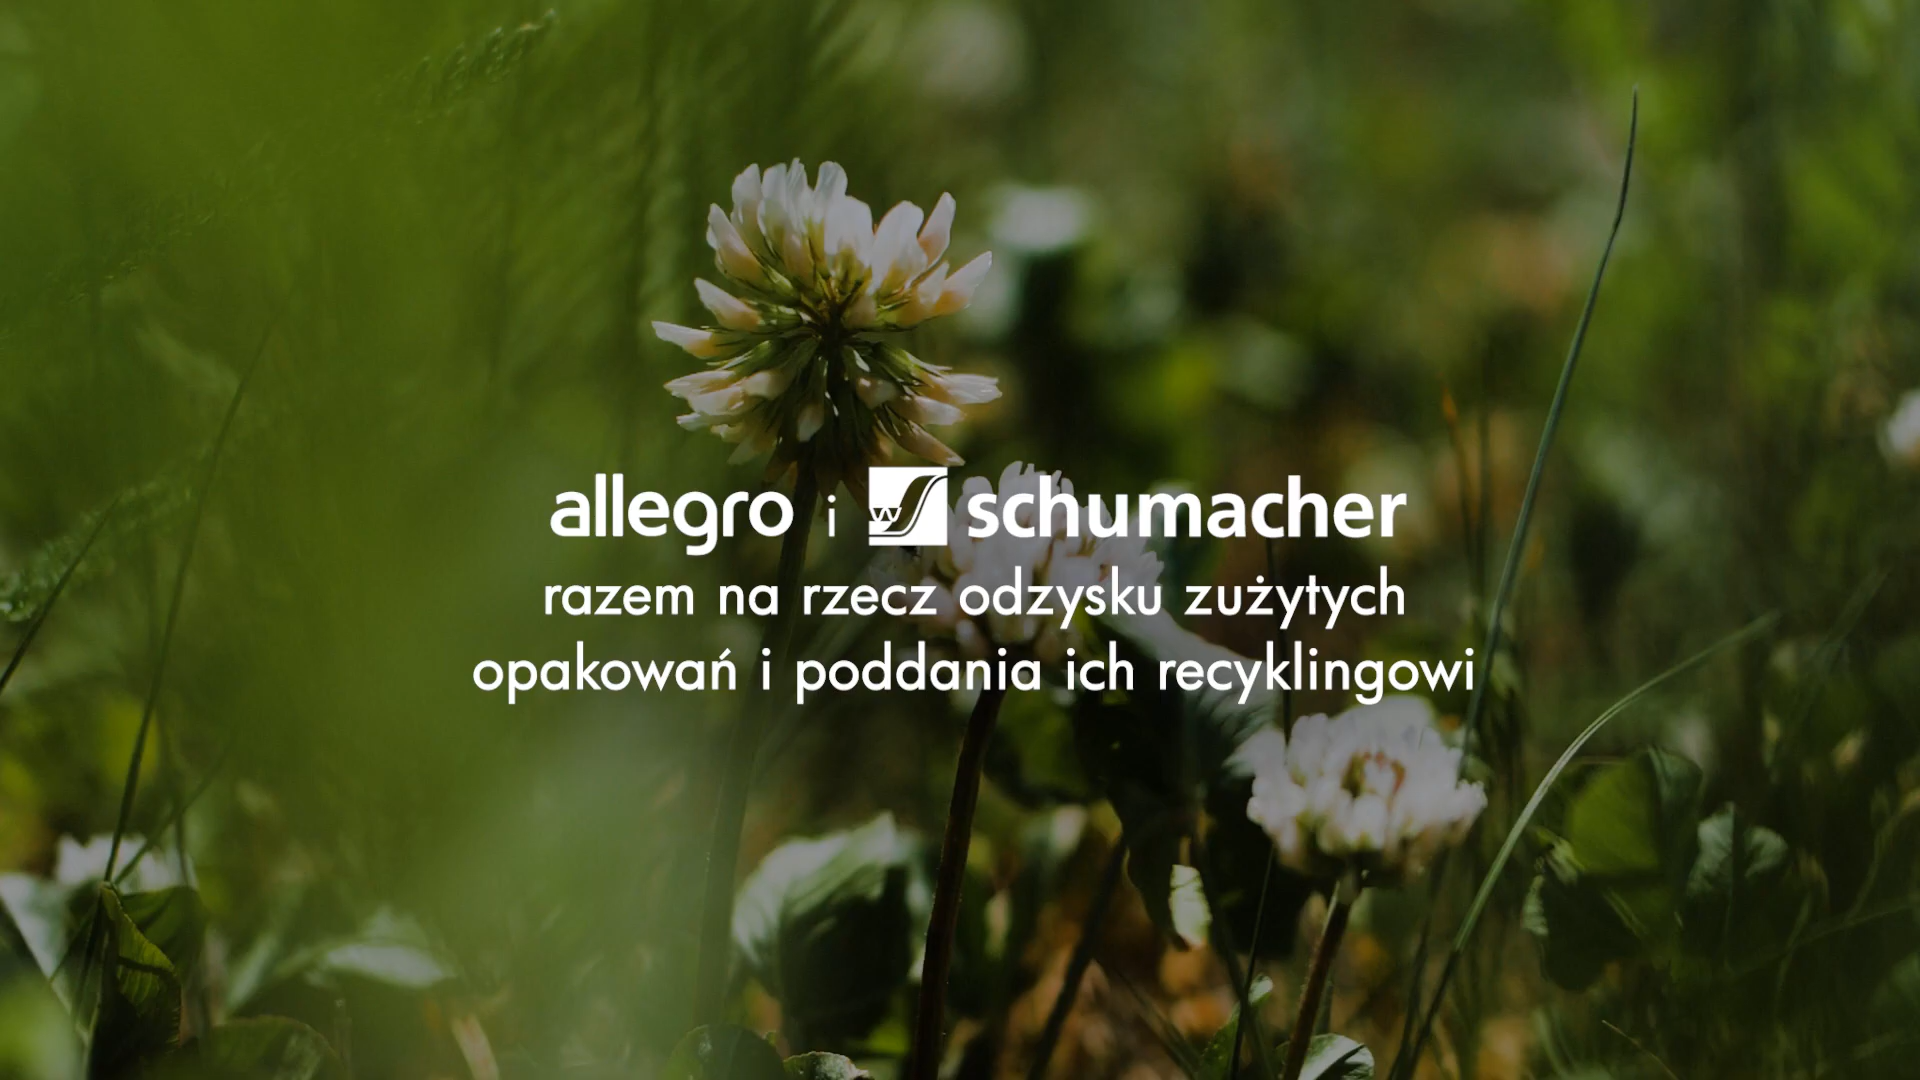 allegro i schumacher
razem na rzecz odzysku zużytych
opakowań i poddania ich recyklingowi